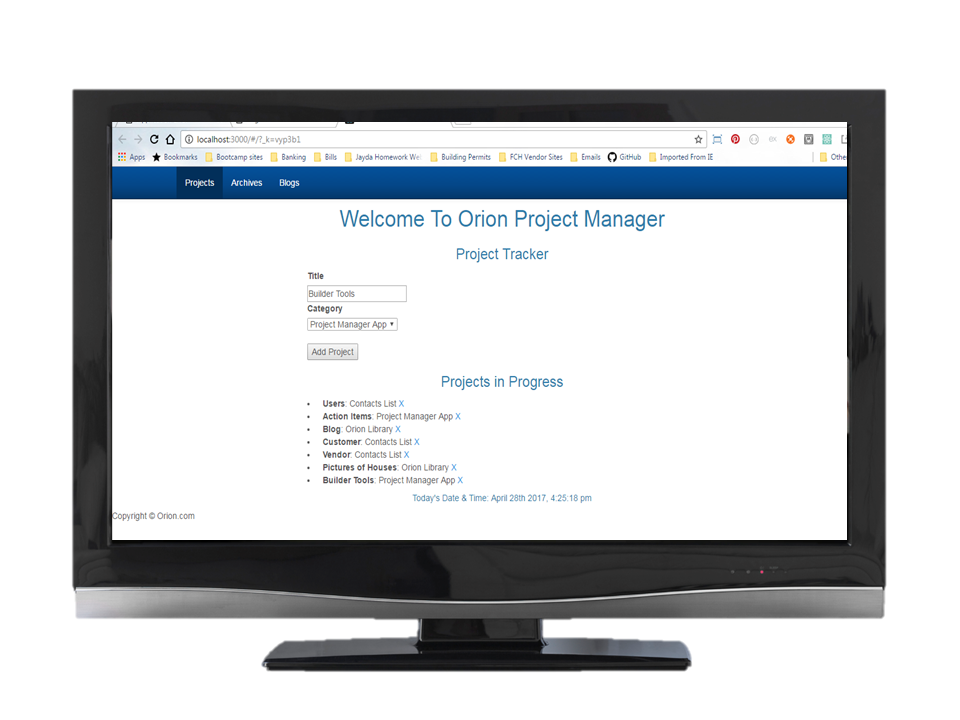 localhost:3000/#/?_k=vyp3b1
Apps Bookmarks Bootcamp sites Banking Bills Jayda Homework We Building Permits FCH Vendor Sites Emails GitHub Imported From IE Othe
Projects Archives Blogs
Welcome To Orion Project Manager
Project Tracker
Title
Builder Tools
Category
Project Manager App
Add Project
Projects in Progress
• Users: Contacts List X
• Action Items: Project Manager App X
• Blog: Orion Library X
• Customer: Contacts List X
• Vendor: Contacts List X
• Pictures of Houses: Orion Library X
• Builder Tools: Project Manager App X
Today's Date & Time: April 28th 2017, 4:25:18 pm
Copyright © Orion.com